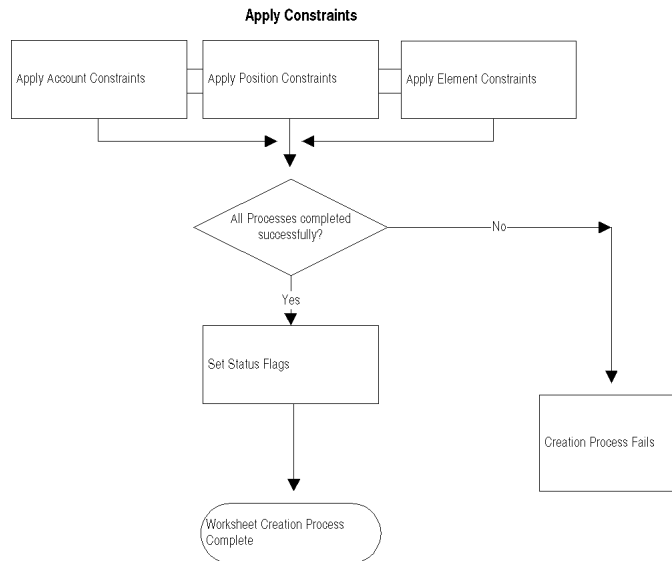 Apply Constraints
Apply Account Constraints
Apply Position Constraints
Apply Element Constraints
All Processes completed
successfully?
No
Yes
Set Status Flags
Creation Process Fails
Worksheet Creation Process
Complete